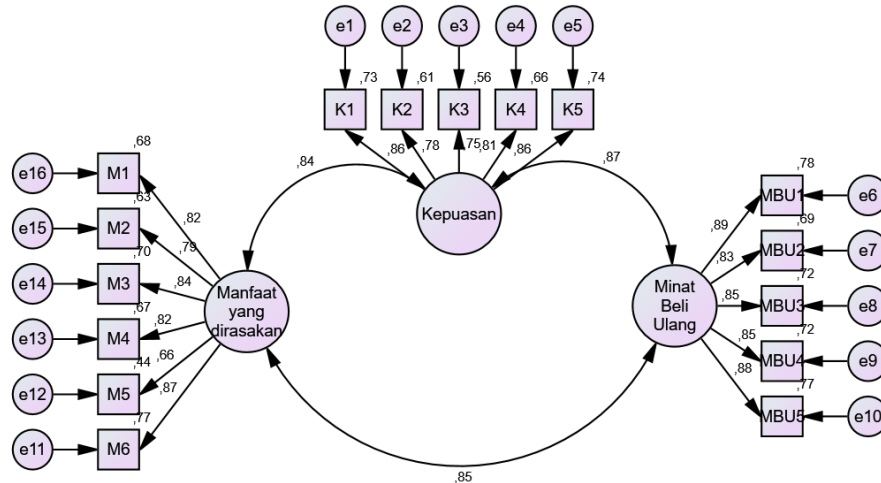 e1 e2 e3 e4 e5
,73 ,61 ,56 ,66 ,74
K1 K2 K3 K4 K5
,86 ,78 ,75 ,81 ,86
,84 ,87
Kepuasan
,68
e16 M1
,63
e15 M2
,70
e14 M3
,67
e13 M4
,44
e12 M5
,77
e11 M6
,82
,79
,84
,82
,66
,87
Manfaat
yang
dirasakan
Minat
Beli
Ulang
,89
,83
,85
,85
,88
,78
MBU1 e6
,69
MBU2 e7
,72
MBU3 e8
,72
MBU4 e9
,77
MBU5 e10
,85